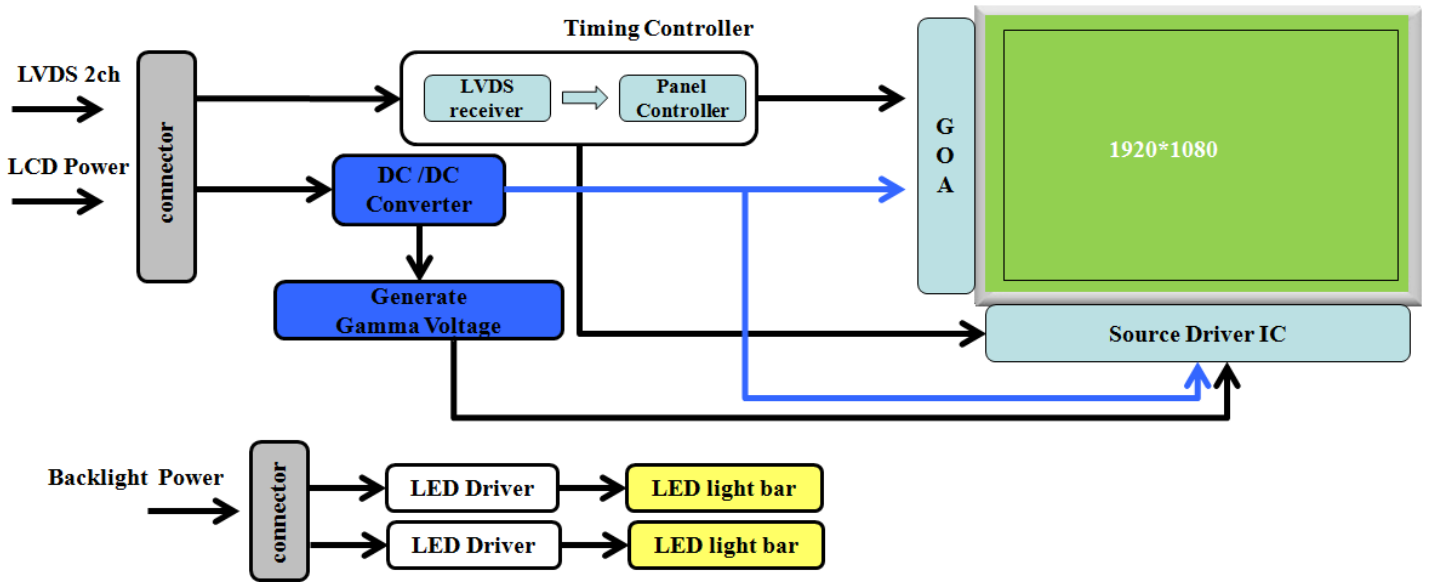 Timing Controller
LVDS 2ch
LCD Power
connector
LVDS
receiver
Panel
Controller
DC /DC
Converter
Generate
Gamma Voltage
G
O
A
1920*1080
Source Driver IC
Backlight Power
connector
LED Driver
LED light bar
LED Driver
LED light bar